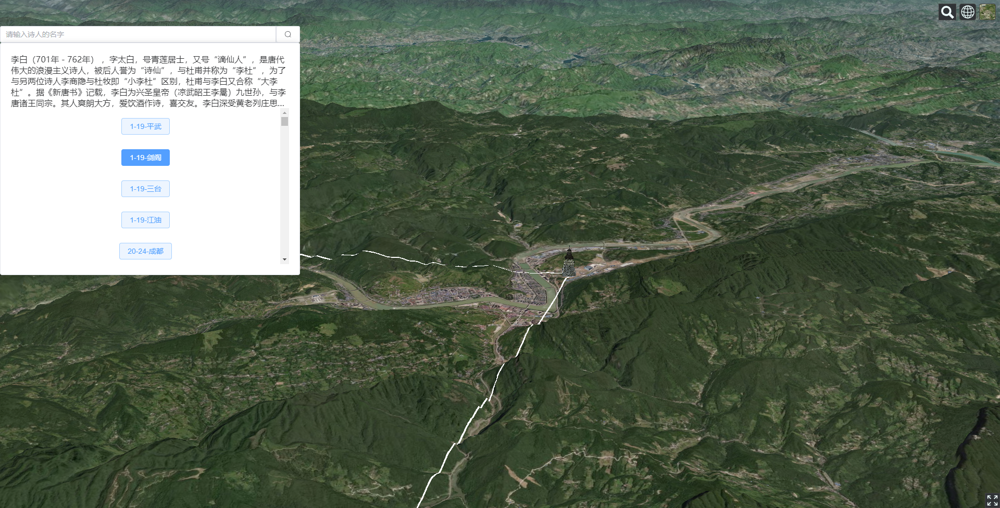 请输入诗人的名字
李白（701年 - 762年），字太白，号青莲居士，又号“谪仙人”，是唐代
伟大的浪漫主义诗人，被后人誉为“诗仙”，与杜甫并称为“李杜”，为了
与另两位诗人李商隐与杜牧即“小李杜”区别，杜甫与李白又合称“大李
杜”。据《新唐书》记载，李白为兴圣皇帝（凉武昭王李暠）九世孙，与李
唐诸王同宗。其人爽朗大方，爱饮酒作诗，喜交友。李白深受黄老列庄思...
1-19-平武
1-19-剑阁
1-19-三台
1-19-江油
20-24-成都